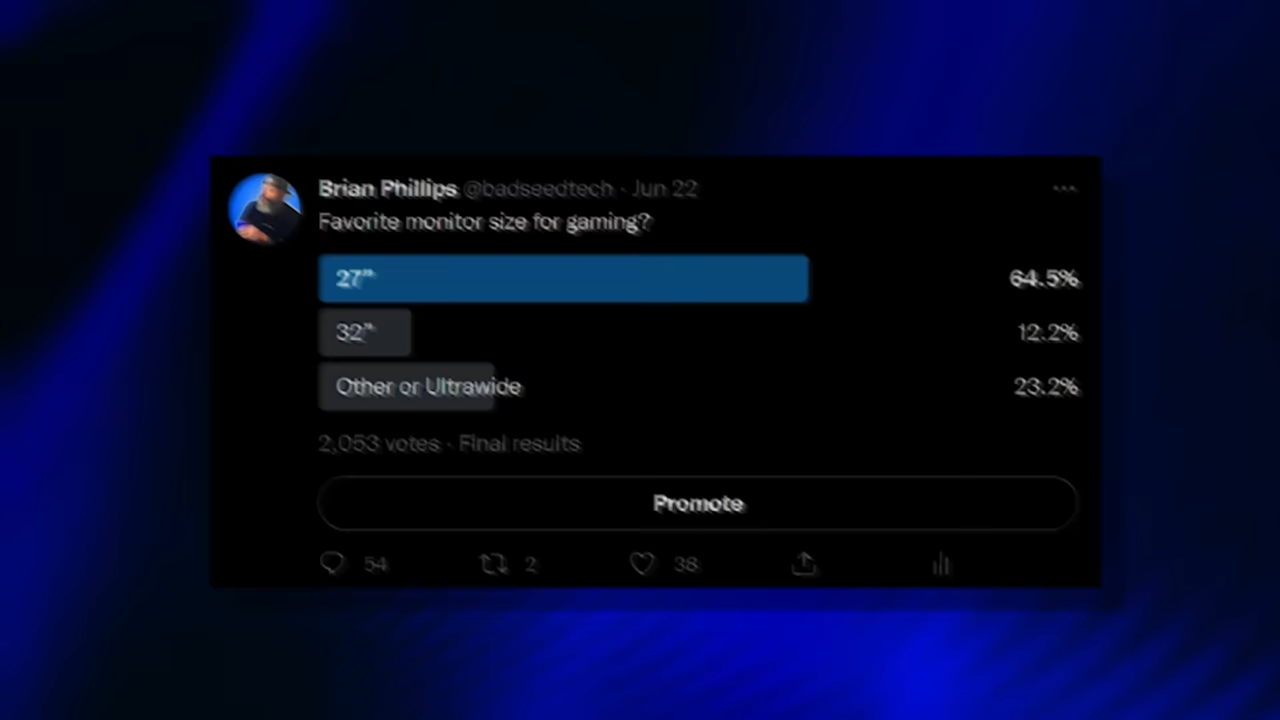 Brian Phillips @badseedtech · Jun 22
Favorite monitor size for gaming?
27” 64.5%
32” 12.2%
Other or Ultrawide 23.2%
2,053 votes · Final results
Promote
54 2 38